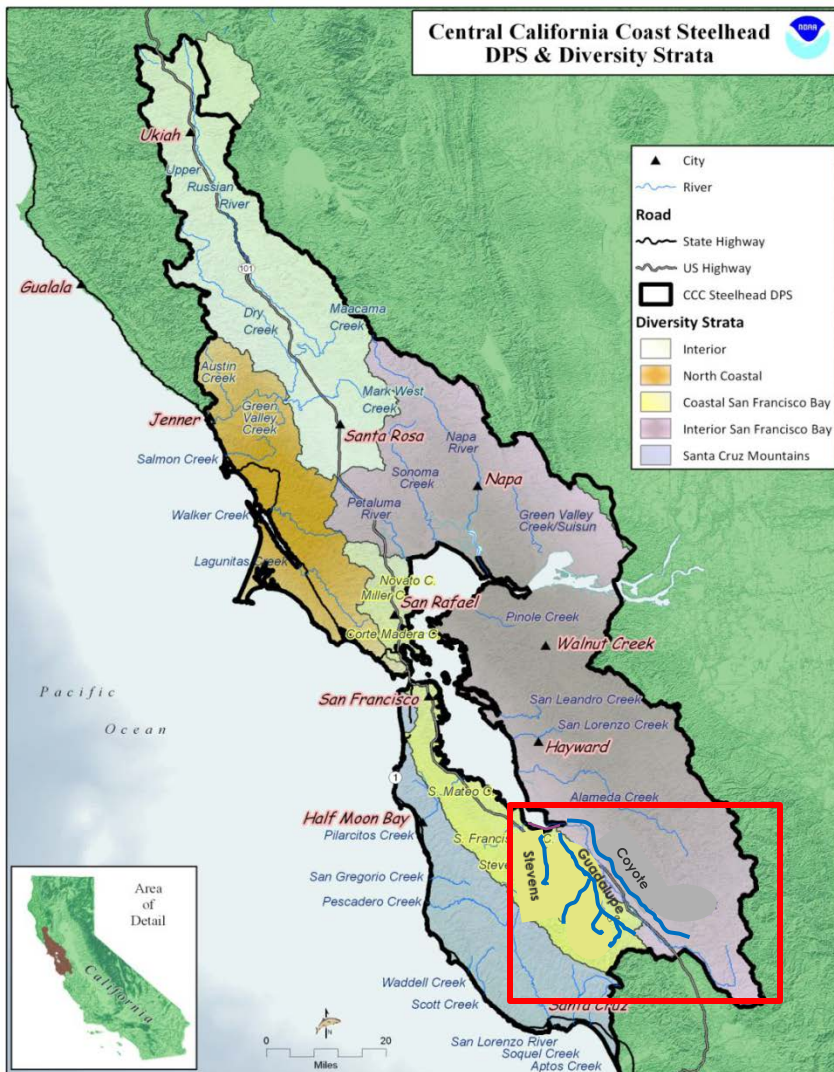 Central California Coast Steelhead
DPS & Diversity Strata
NOAA
City
River
Road
State Highway
US Highway
CCC Steelhead DPS
Diversity Strata
Interior
North Coastal
Coastal San Francisco Bay
Interior San Francisco Bay
Santa Cruz Mountains
Ukiah
Upper
Russian
River
101
Gualala
Dry
Creek
Maacama
Creek
Austin
Creek
Mark West
Creek
Green
Valley
Creek
Jenner
Santa Rosa
Salmon Creek
Napa
River
Sonoma
Creek
Napa
Petaluma
River
Walker Creek
Green Valley
Creek/Suisun
Lagunitas Creek
Novato C.
Miller C.
San Rafael
Pinole Creek
Corte Madera C.
Walnut Creek
Pacific
Ocean
San Francisco
San Leandro Creek
San Lorenzo Creek
Hayward
1
S. Mateo C.
Alameda Creek
Half Moon Bay
Pilarcitos Creek
S. Francis
C.
Steve
Stevens
Guadalupe
Coyote
San Gregorio Creek
Pescadero Creek
Waddell Creek
Scott Creek
Santa Cruz
San Lorenzo River
Soquel Creek
Aptos Creek
Area
of
Detail
California
N
0
20
Miles